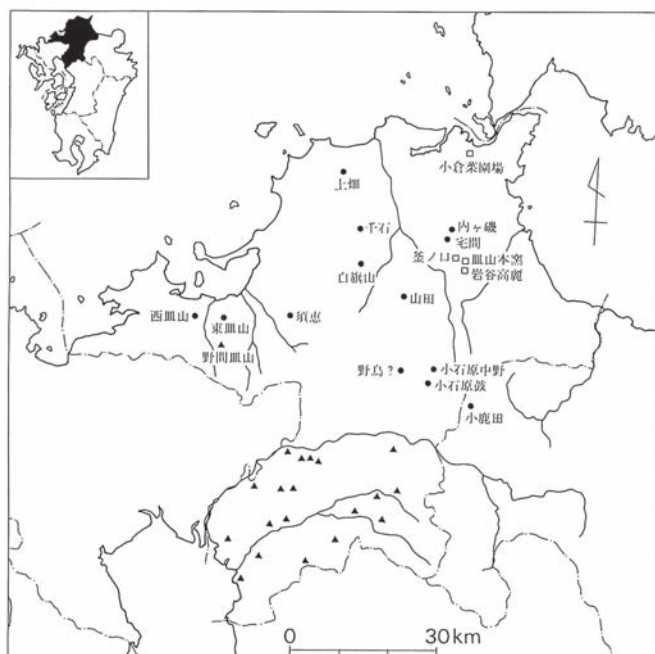 小倉菜園場
上畑
千石
内ヶ磯
宅間
釜ノ口
皿山本窯
岩谷高麗
白旗山
山田
西皿山
東皿山
須恵
野間皿山
野鳥?
小石原中野
小石原鼓
小鹿田
0 30km